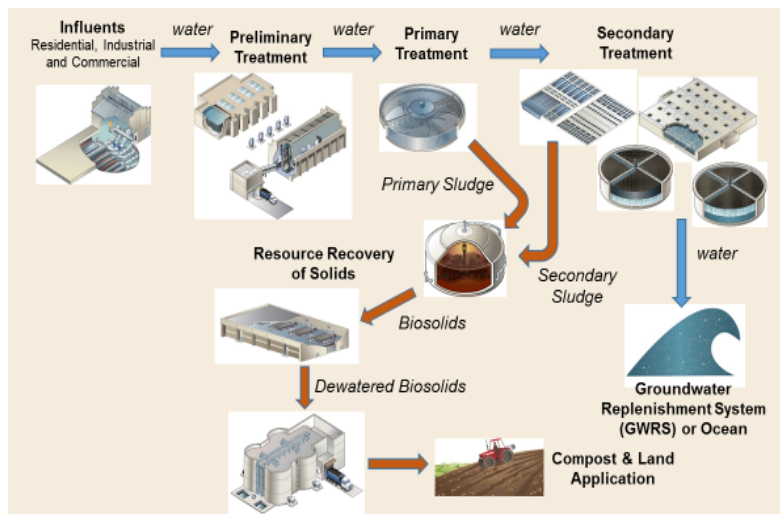 Influents
Residential, Industrial
and Commercial
water
Preliminary
Treatment
water
Primary
Treatment
water
Secondary
Treatment
Primary Sludge
Secondary
Sludge
water
Resource Recovery
of Solids
Biosolids
Dewatered Biosolids
Groundwater
Replenishment System
(GWRS) or Ocean
Compost & Land
Application